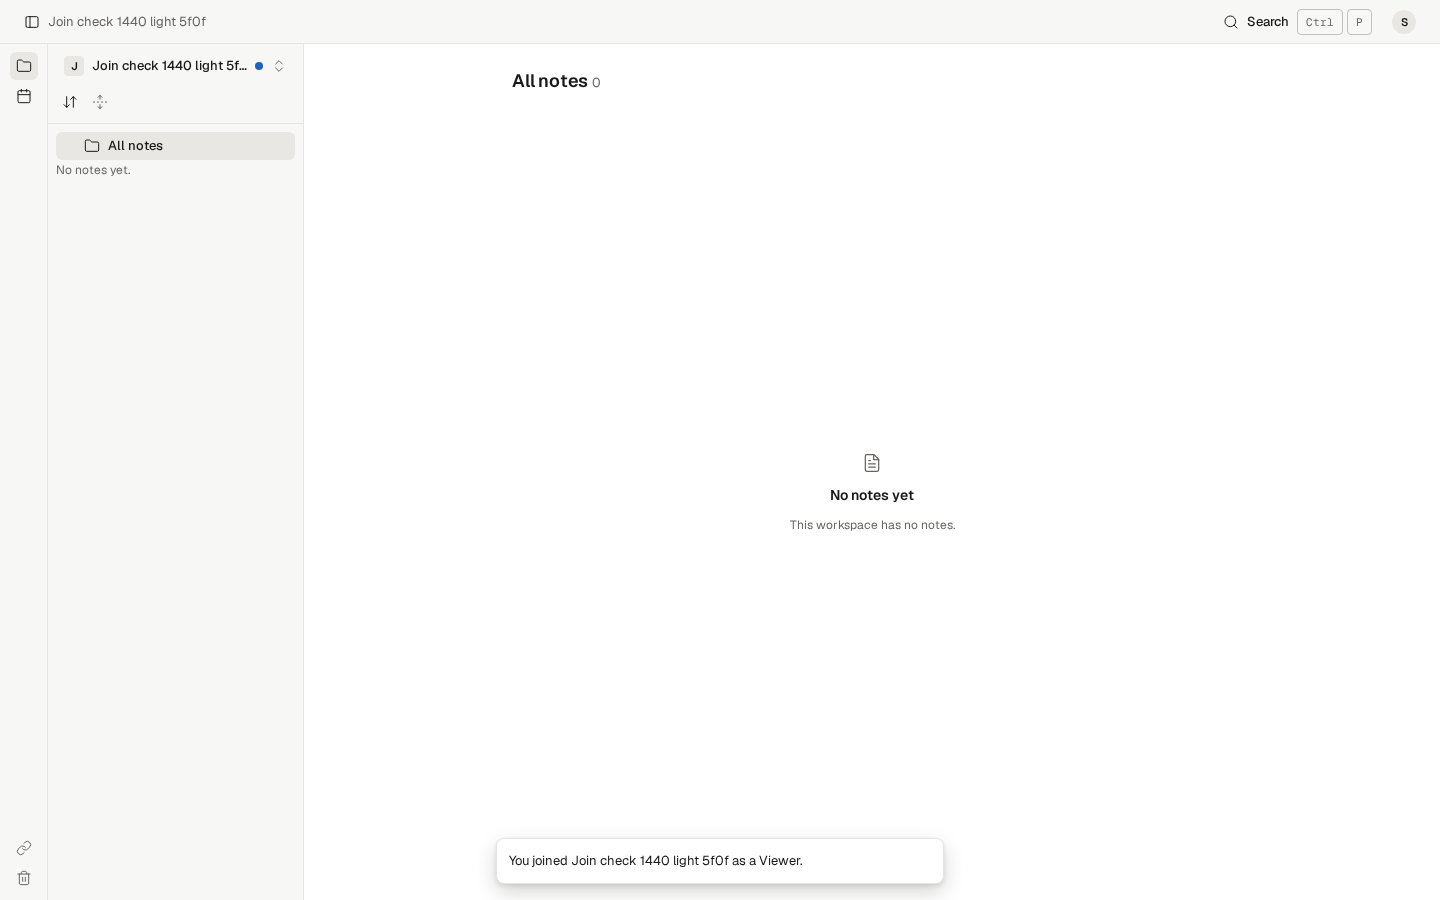 Join check 1440 light 5f0f
Search Ctrl P
S
J Join check 1440 light 5f...
All notes 0
All notes
No notes yet.
No notes yet
This workspace has no notes.
You joined Join check 1440 light 5f0f as a Viewer.